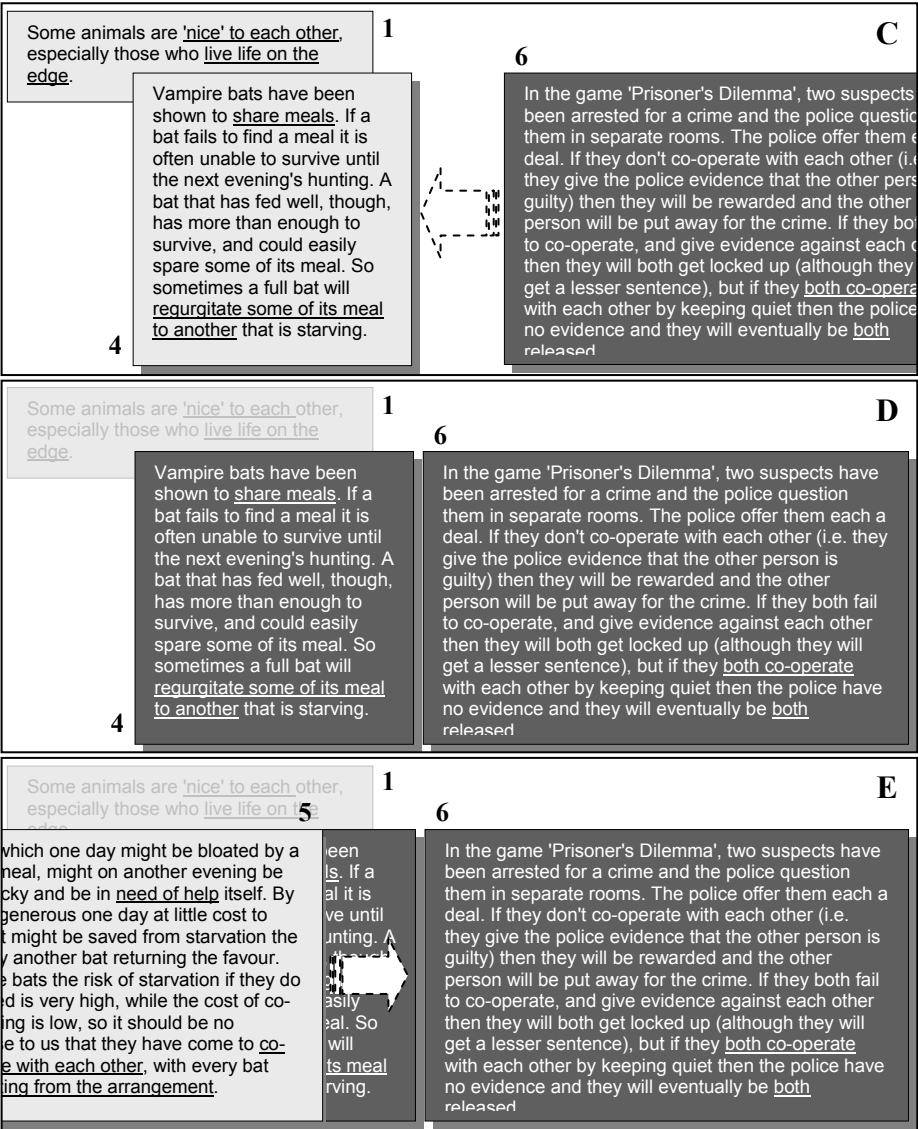 Some animals are 'nice' to each other,
especially those who live life on the
edge.
1
C
6
4
Vampire bats have been
shown to share meals. If a
bat fails to find a meal it is
often unable to survive until
the next evening's hunting. A
bat that has fed well, though,
has more than enough to
survive, and could easily
spare some of its meal. So
sometimes a full bat will
regurgitate some of its meal
to another that is starving.
In the game 'Prisoner's Dilemma', two suspects
been arrested for a crime and the police questio
them in separate rooms. The police offer them e
deal. If they don't co-operate with each other (i.e
they give the police evidence that the other pers
guilty) then they will be rewarded and the other
person will be put away for the crime. If they bo
to co-operate, and give evidence against each o
then they will both get locked up (although they
get a lesser sentence), but if they both co-opera
with each other by keeping quiet then the police
no evidence and they will eventually be both
released
Some animals are 'nice' to each other,
especially those who live life on the
edge.
1
D
6
4
Vampire bats have been
shown to share meals. If a
bat fails to find a meal it is
often unable to survive until
the next evening's hunting. A
bat that has fed well, though,
has more than enough to
survive, and could easily
spare some of its meal. So
sometimes a full bat will
regurgitate some of its meal
to another that is starving.
In the game 'Prisoner's Dilemma', two suspects have
been arrested for a crime and the police question
them in separate rooms. The police offer them each a
deal. If they don't co-operate with each other (i.e. they
give the police evidence that the other person is
guilty) then they will be rewarded and the other
person will be put away for the crime. If they both fail
to co-operate, and give evidence against each other
then they will both get locked up (although they will
get a lesser sentence), but if they both co-operate
with each other by keeping quiet then the police have
no evidence and they will eventually be both
released
Some animals are 'nice' to each other,
especially those who live life on the
edge
1
E
5
6
which one day might be bloated by a
meal, might on another evening be
cky and be in need of help itself. By
generous one day at little cost to
t might be saved from starvation the
y another bat returning the favour.
e bats the risk of starvation if they do
ed is very high, while the cost of co-
ing is low, so it should be no
se to us that they have come to co-
e with each other, with every bat
ting from the arrangement.
een
ls. If a
al it is
ve until
unting. A
though
asily
eal. So
will
ts meal
rving.
In the game 'Prisoner's Dilemma', two suspects have
been arrested for a crime and the police question
them in separate rooms. The police offer them each a
deal. If they don't co-operate with each other (i.e.
they give the police evidence that the other person is
guilty) then they will be rewarded and the other
person will be put away for the crime. If they both fail
to co-operate, and give evidence against each other
then they will both get locked up (although they will
get a lesser sentence), but if they both co-operate
with each other by keeping quiet then the police have
no evidence and they will eventually be both
released